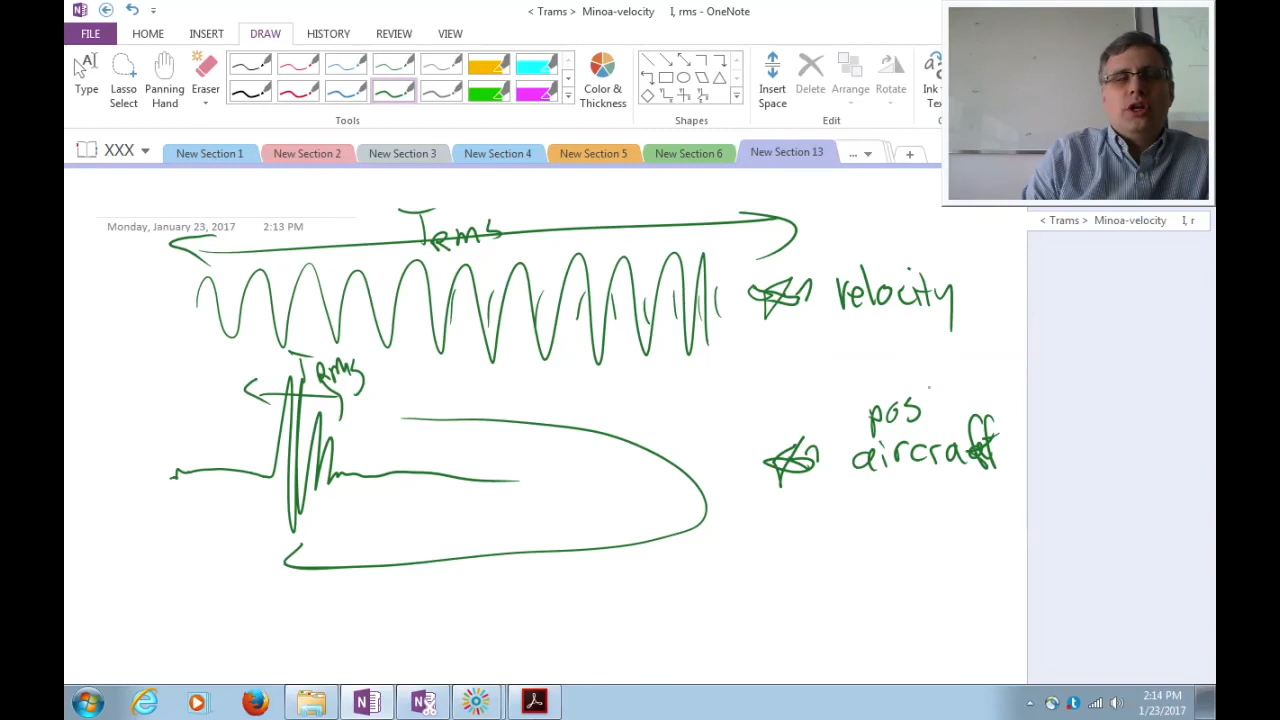 < Trams > Minoa-velocity I, rms - OneNote
FILE HOME INSERT DRAW HISTORY REVIEW VIEW
Type
Lasso Select
Panning Hand
Eraser
Color & Thickness
Insert Space
Delete
Arrange
Rotate
Ink to
Tools
Shapes
Edit
XXX New Section 1 New Section 2 New Section 3 New Section 4 New Section 5 New Section 6 New Section 13 ...
Monday, January 23, 2017 2:13 PM
< Trams > Minoa-velocity I, r
TRMS
velocity
TRMS
pos
aircraft
2:14 PM
1/23/2017